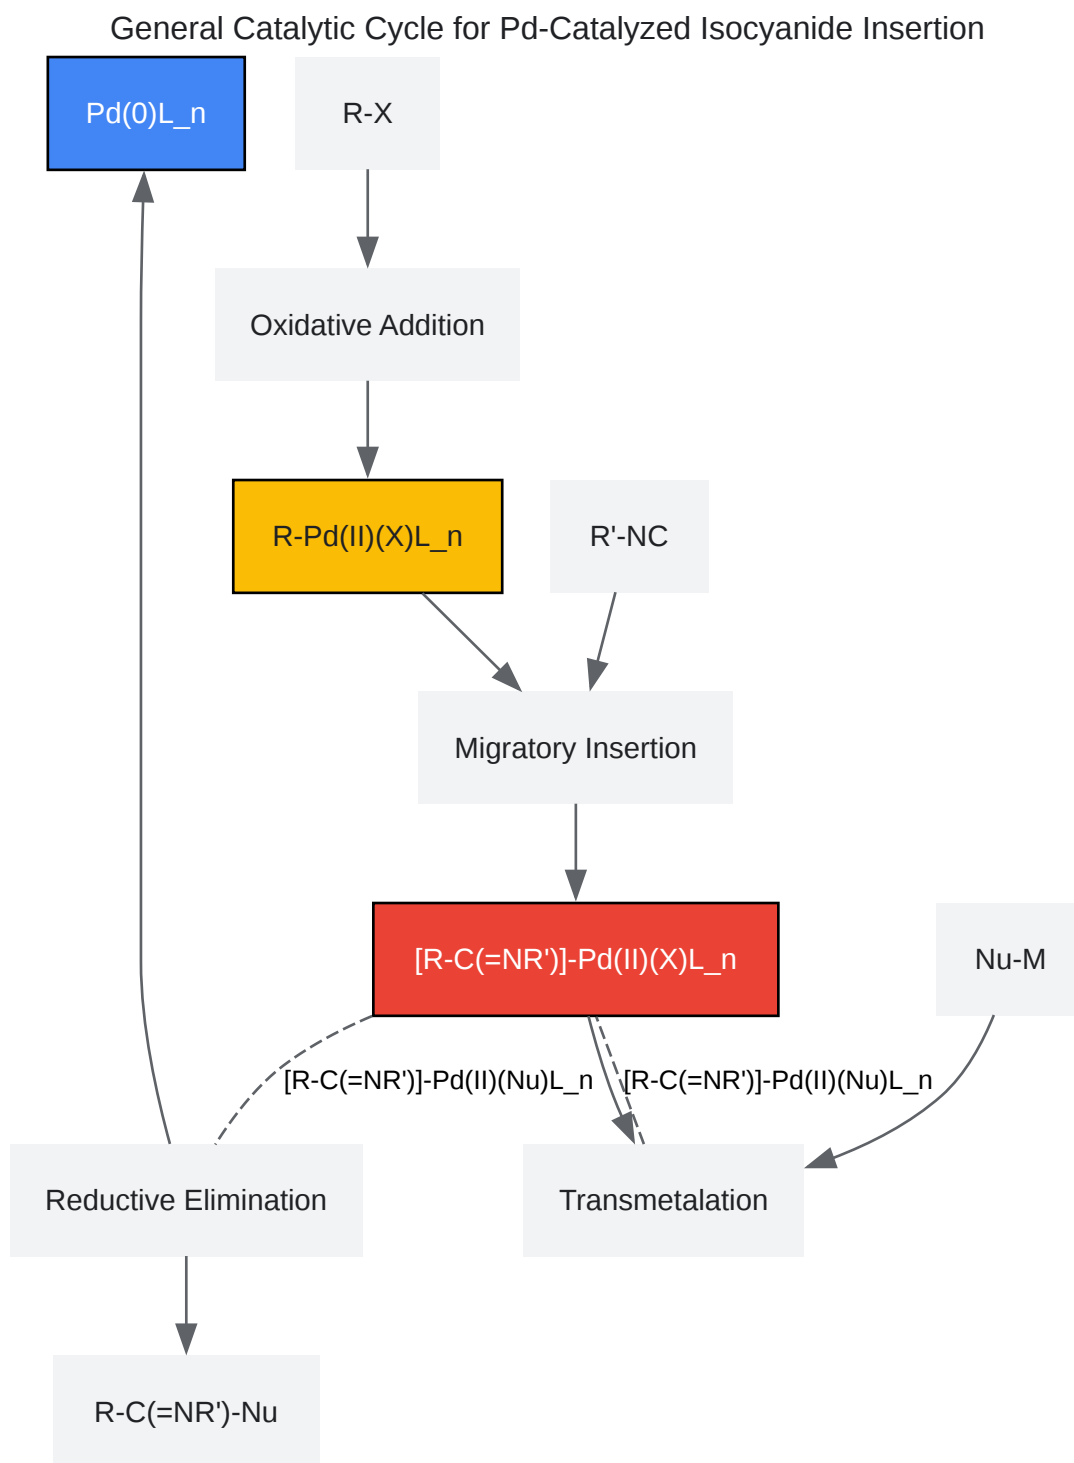 General Catalytic Cycle for Pd-Catalyzed Isocyanide Insertion
Pd(0)L_n
R-X
Oxidative Addition
R-Pd(II)(X)L_n
R'-NC
Migratory Insertion
[R-C(=NR')]-Pd(II)(X)L_n
Nu-M
[R-C(=NR')]-Pd(II)(Nu)L_n
[R-C(=NR')]-Pd(II)(Nu)L_n
Reductive Elimination
Transmetalation
R-C(=NR')-Nu